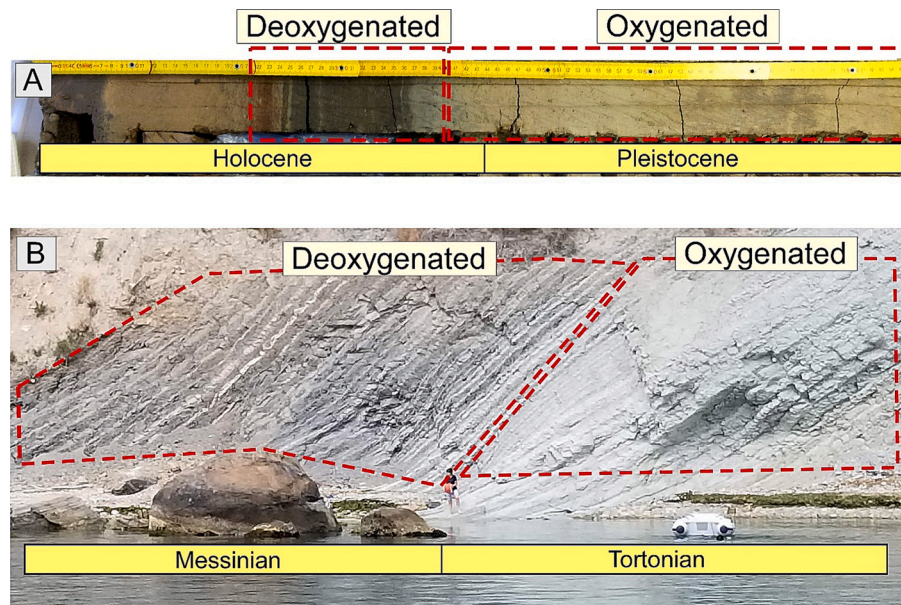 Deoxygenated
Oxygenated
A
Holocene
Pleistocene
B
Deoxygenated
Oxygenated
Messinian
Tortonian